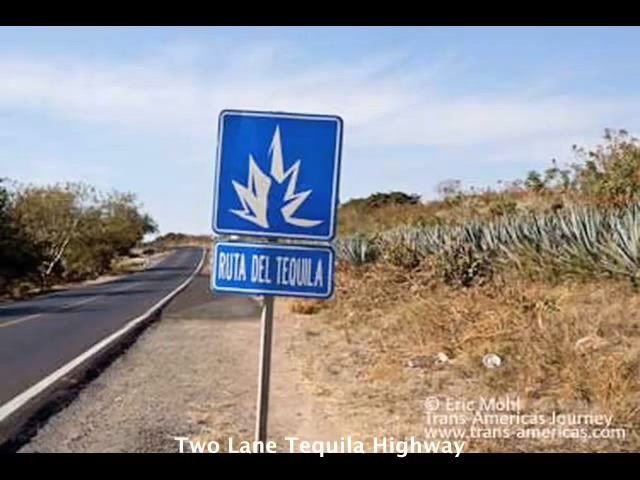 RUTA DEL TEQUILA
© Eric Mohl
Trans-Americas Journey
www.trans-americas.com
Two Lane Tequila Highway